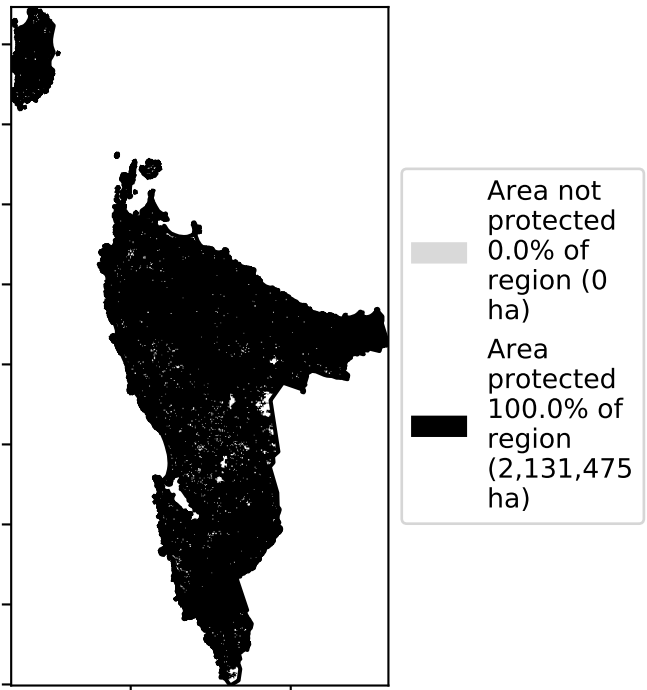 Area not
protected
0.0% of
region (0
ha)
Area
protected
100.0% of
region
(2,131,475
ha)